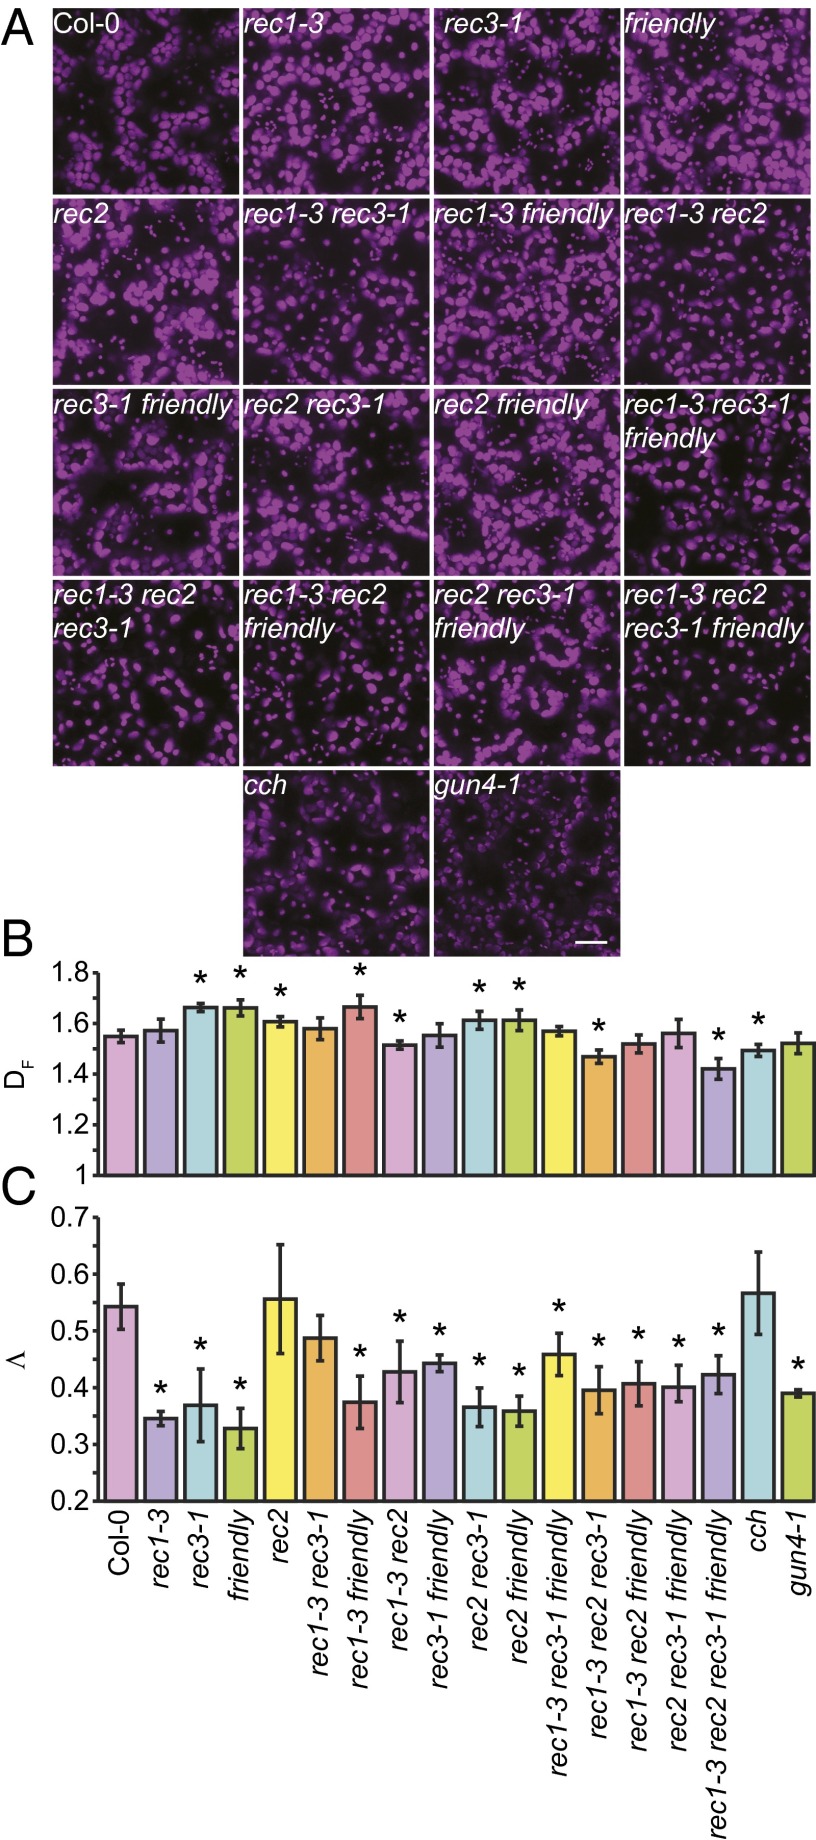 A
Col-0
rec1-3
rec3-1
friendly
rec2
rec1-3 rec3-1
rec1-3 friendly
rec1-3 rec2
rec3-1 friendly
rec2 rec3-1
rec2 friendly
rec1-3 rec3-1
friendly
rec1-3 rec2
rec3-1
rec1-3 rec2
friendly
rec2 rec3-1
friendly
rec1-3 rec2
rec3-1 friendly
cch
gun4-1
B
1.8
1.6
1.4
1.2
1
DF
* * * * * * * * * *
C
0.7
0.6
0.5
0.4
0.3
0.2
Λ
* * * * * * * * * * * * * *
Col-0
rec1-3
rec3-1
friendly
rec2
rec1-3 rec3-1
rec1-3 friendly
rec1-3 rec2
rec3-1 friendly
rec2 rec3-1
rec2 friendly
rec1-3 rec3-1 friendly
rec1-3 rec2 rec3-1
rec1-3 rec2 friendly
rec2 rec3-1 friendly
rec1-3 rec2 rec3-1 friendly
cch
gun4-1